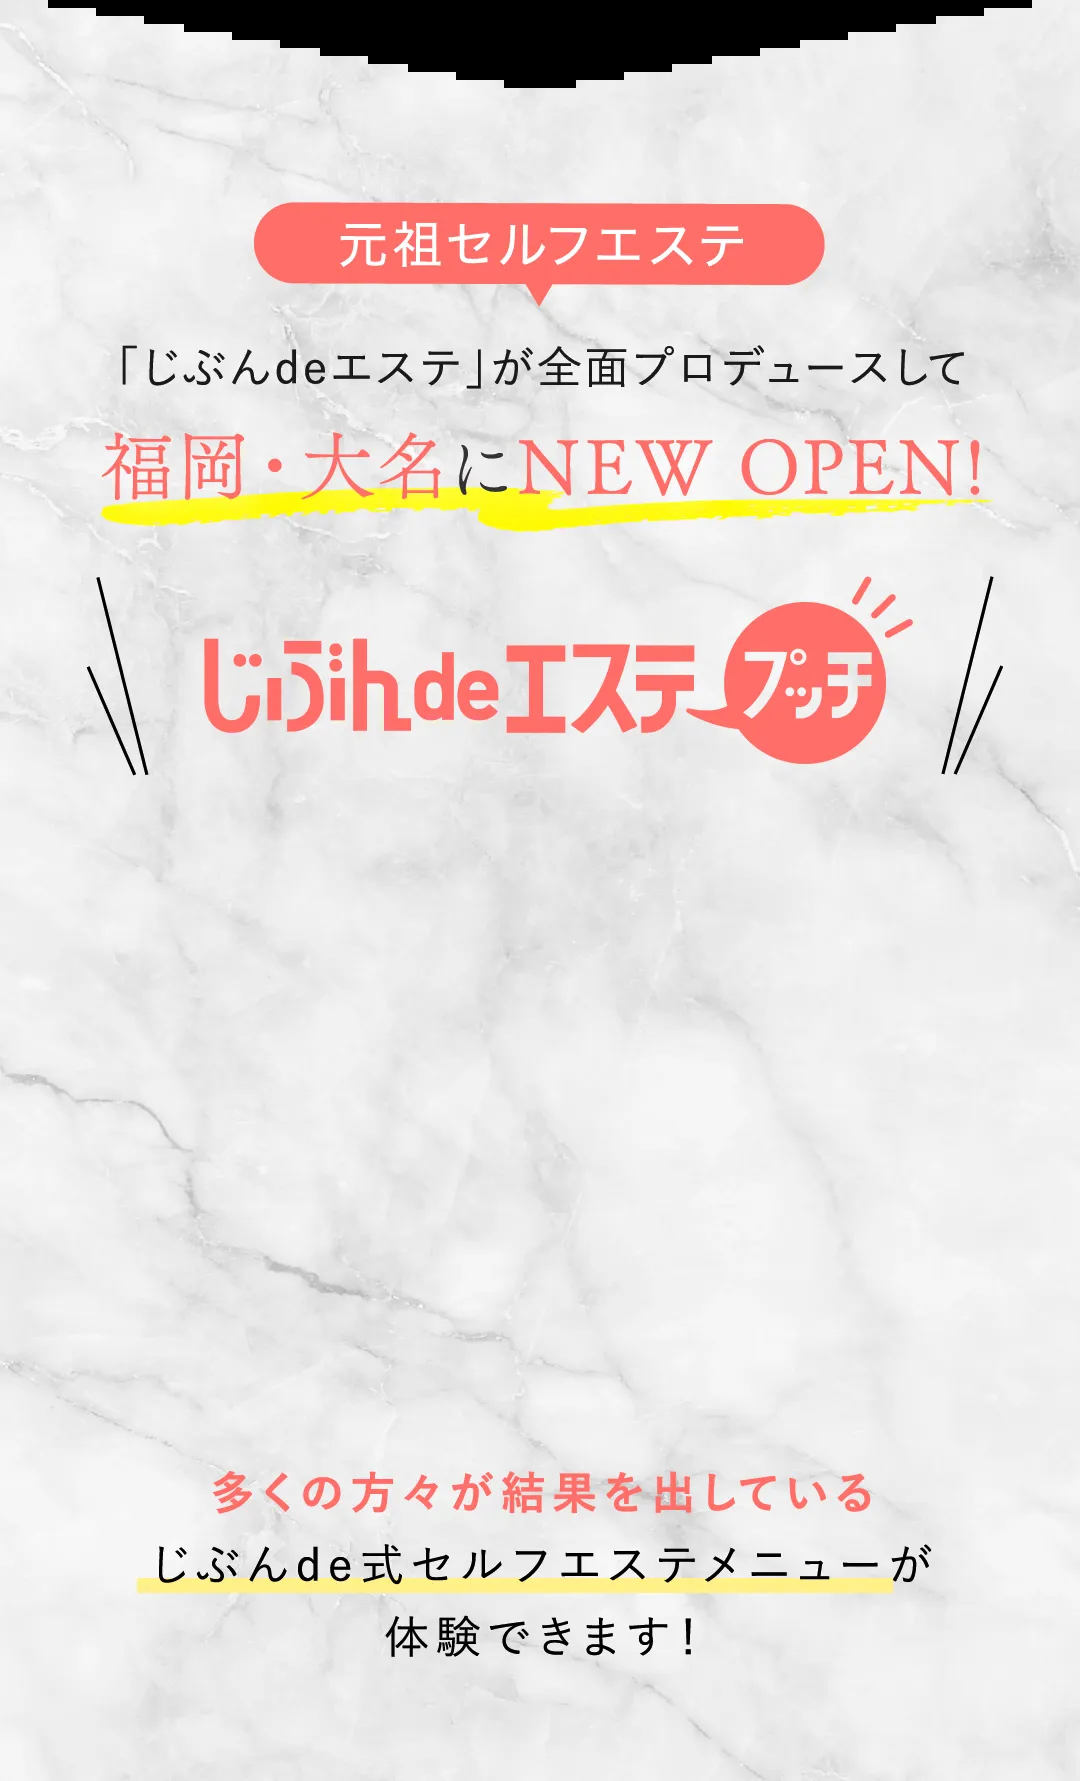 元祖セルフエステ
「じぶんdeエステ」が全面プロデュースして
福岡・大名にNEW OPEN!
じぶんdeエステ プッチ
多くの方々が結果を出している
じぶんde式セルフエステメニューが
体験できます!